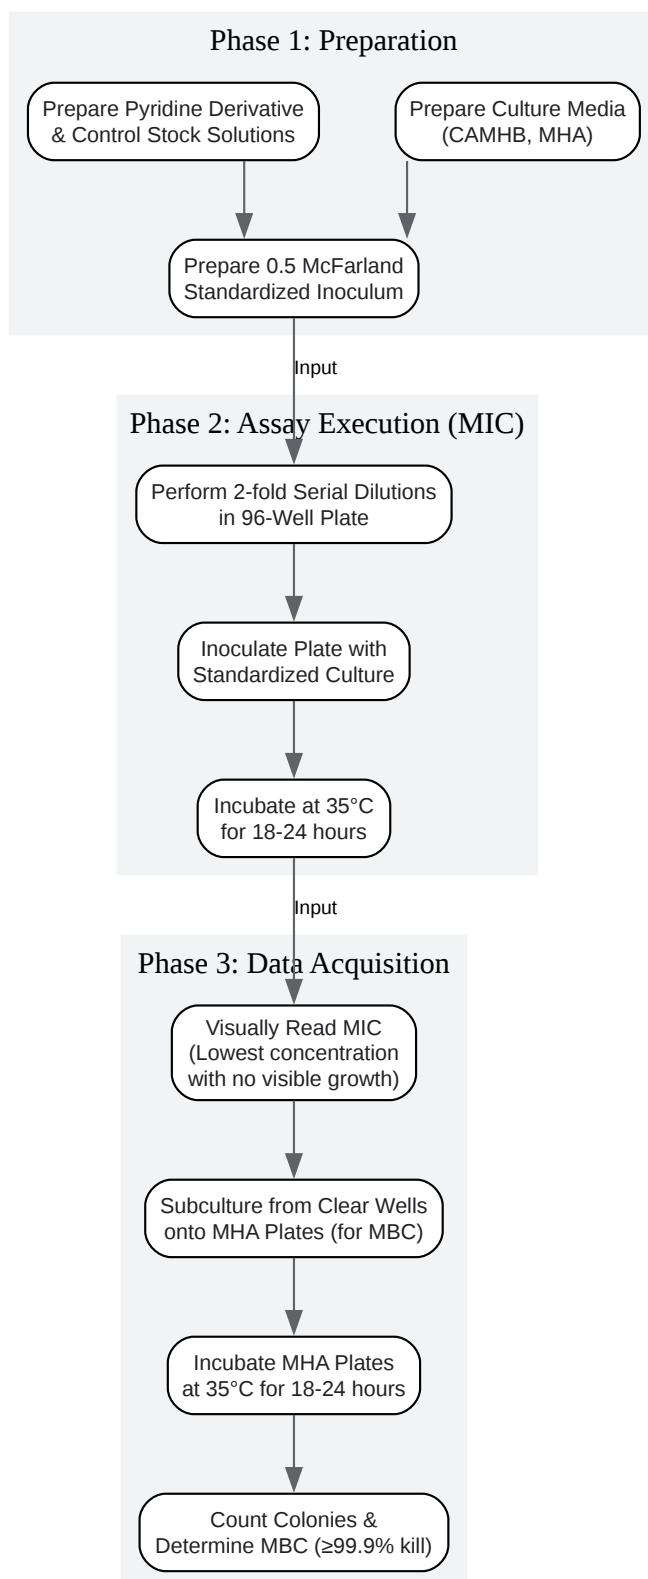 Phase 1: Preparation
Prepare Pyridine Derivative
& Control Stock Solutions
Prepare Culture Media
(CAMHB, MHA)
Prepare 0.5 McFarland
Standardized Inoculum
Input
Phase 2: Assay Execution (MIC)
Perform 2-fold Serial Dilutions
in 96-Well Plate
Inoculate Plate with
Standardized Culture
Incubate at 35°C
for 18-24 hours
Input
Phase 3: Data Acquisition
Visually Read MIC
(Lowest concentration
with no visible growth)
Subculture from Clear Wells
onto MHA Plates (for MBC)
Incubate MHA Plates
at 35°C for 18-24 hours
Count Colonies &
Determine MBC (≥99.9% kill)